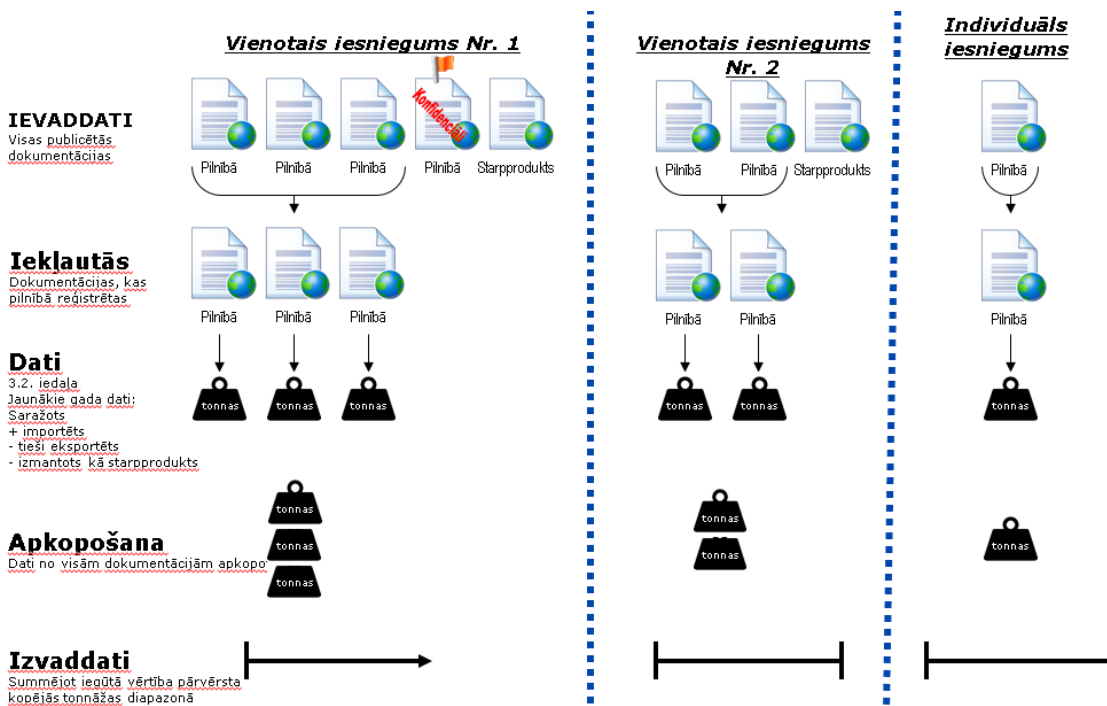 Vienotais iesniegums Nr. 1
Vienotais iesniegums
Nr. 2
Individuāls
iesniegums
IEVADDATI
Visas publicētās
dokumentācijas
Konfidenciāli
Pilnībā Pilnībā Pilnībā Pilnībā Starpprodukts
Pilnībā Pilnībā Starpprodukts
Pilnībā
Iekļautās
Dokumentācijas, kas
pilnībā reģistrētas
Pilnībā Pilnībā Pilnībā
Pilnībā Pilnībā
Pilnībā
Dati
3.2. iedaļa
Jaunākie gada dati:
Saražots
+ importēts
- tieši eksportēts
- izmantots kā starpprodukts
tonnas tonnas tonnas
tonnas tonnas
tonnas
Apkopošana
Dati no visām dokumentācijām apkopo
tonnas
tonnas
tonnas
tonnas
tonnas
tonnas
Izvaddati
Summējot iegūtā vērtība pārvērsta
kopējās tonnāžas diapazonā